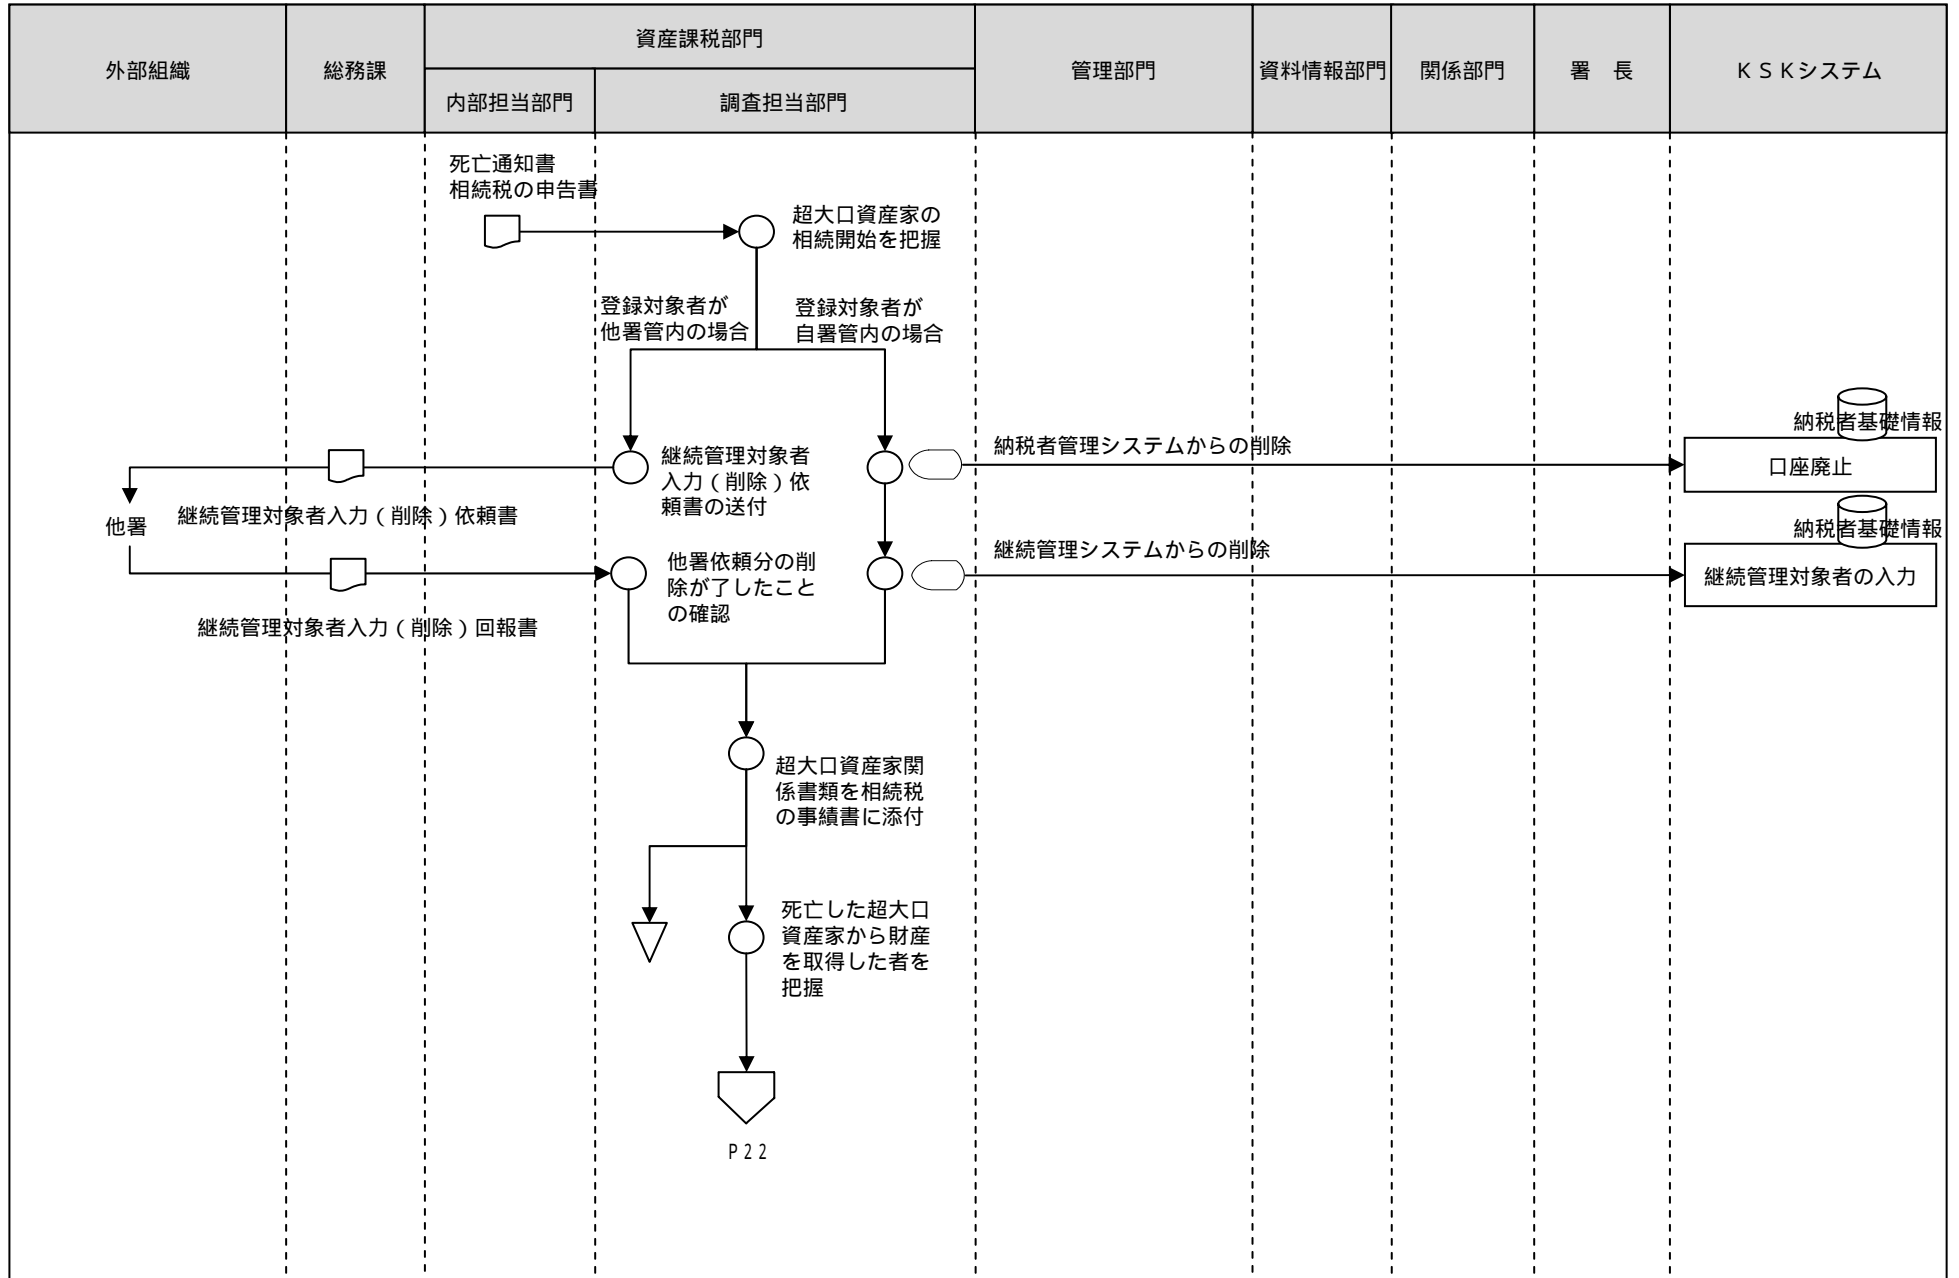 外部組織
総務課
資産課税部門
内部担当部門
調査担当部門
管理部門
資料情報部門
関係部門
署　長
ＫＳＫシステム
死亡通知書
相続税の申告書
超大口資産家の
相続開始を把握
登録対象者が
他署管内の場合
登録対象者が
自署管内の場合
継続管理対象者
入力（削除）依
頼書の送付
納税者管理システムからの削除
納税者基礎情報
口座廃止
他署
継続管理対象者入力（削除）依頼書
他署依頼分の削
除が了したこと
の確認
継続管理システムからの削除
納税者基礎情報
継続管理対象者の入力
継続管理対象者入力（削除）回報書
超大口資産家関
係書類を相続税
の事績書に添付
死亡した超大口
資産家から財産
を取得した者を
把握
Ｐ２２